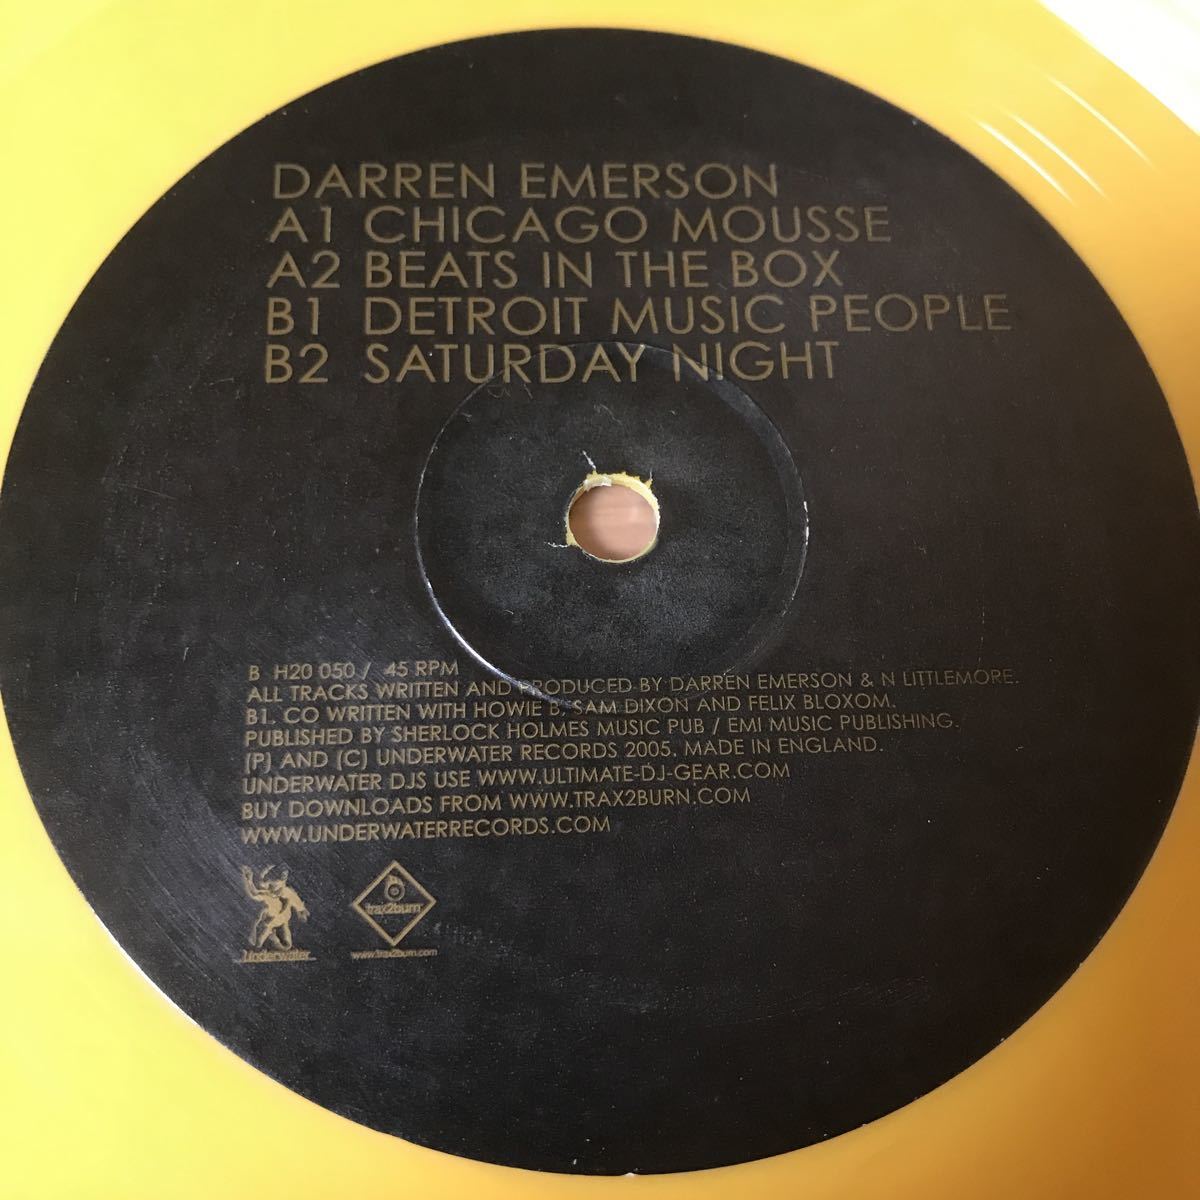 DARREN EMERSON
A1 CHICAGO MOUSSE
A2 BEATS IN THE BOX
B1 DETROIT MUSIC PEOPLE
B2 SATURDAY NIGHT
B H20 050 / 45 RPM
ALL TRACKS WRITTEN AND PRODUCED BY DARREN EMERSON & N LITTLEMORE.
B1. CO WRITTEN WITH HOWIE B, SAM DIXON AND FELIX BLOXOM.
PUBLISHED BY SHERLOCK HOLMES MUSIC PUB / EMI MUSIC PUBLISHING.
(P) AND (C) UNDERWATER RECORDS 2005. MADE IN ENGLAND.
UNDERWATER DJS USE WWW.ULTIMATE-DJ-GEAR.COM
BUY DOWNLOADS FROM WWW.TRAX2BURN.COM
WWW.UNDERWATERRECORDS.COM
trax2burn
Underwater www.trax2burn.com